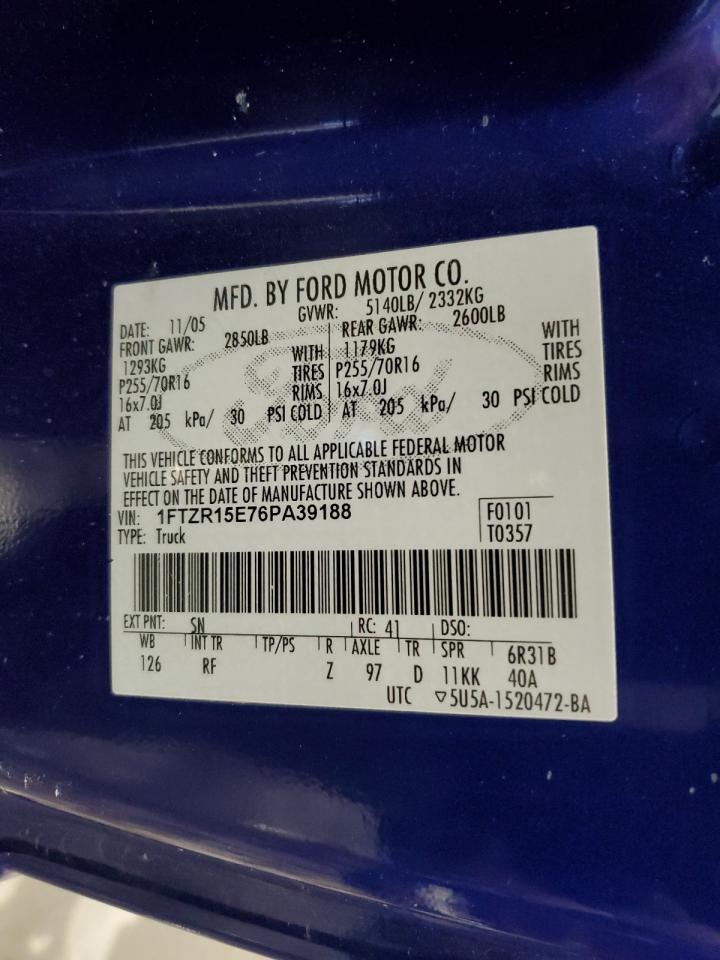 MFD. BY FORD MOTOR CO.
DATE: 11/05 GVWR: 5140LB/ 2332KG
FRONT GAWR: 2850LB REAR GAWR: 2600LB
1293KG WITH 1179KG WITH
P255/70R16 TIRES P255/70R16 TIRES
16x7.0J RIMS 16x7.0J RIMS
AT 205 kPa/ 30 PSI COLD AT 205 kPa/ 30 PSI COLD
Ford
THIS VEHICLE CONFORMS TO ALL APPLICABLE FEDERAL MOTOR
VEHICLE SAFETY AND THEFT PREVENTION STANDARDS IN
EFFECT ON THE DATE OF MANUFACTURE SHOWN ABOVE.
VIN: 1FTZR15E76PA39188 F0101
TYPE: Truck T0357
EXT PNT: SN RC: 41 DSO:
WB INT TR TP/PS R AXLE TR SPR 6R31B
126 RF Z 97 D 11KK 40A
UTC ▽5U5A-1520472-BA